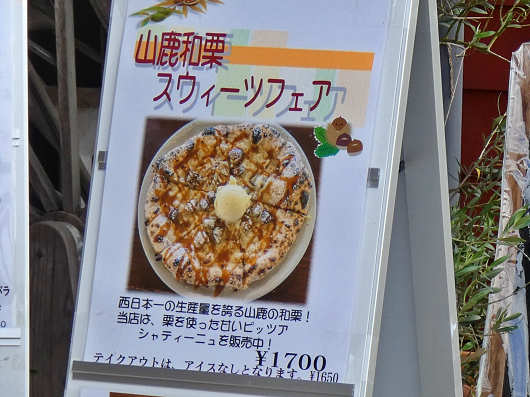 山鹿和栗
スウィーツフェア
西日本一の生産量を誇る山鹿の和栗！
当店は、栗を使った甘いピッツア
シャティーニュを販売中！
¥1700
テイクアウトは、アイスなしとなります。¥1650